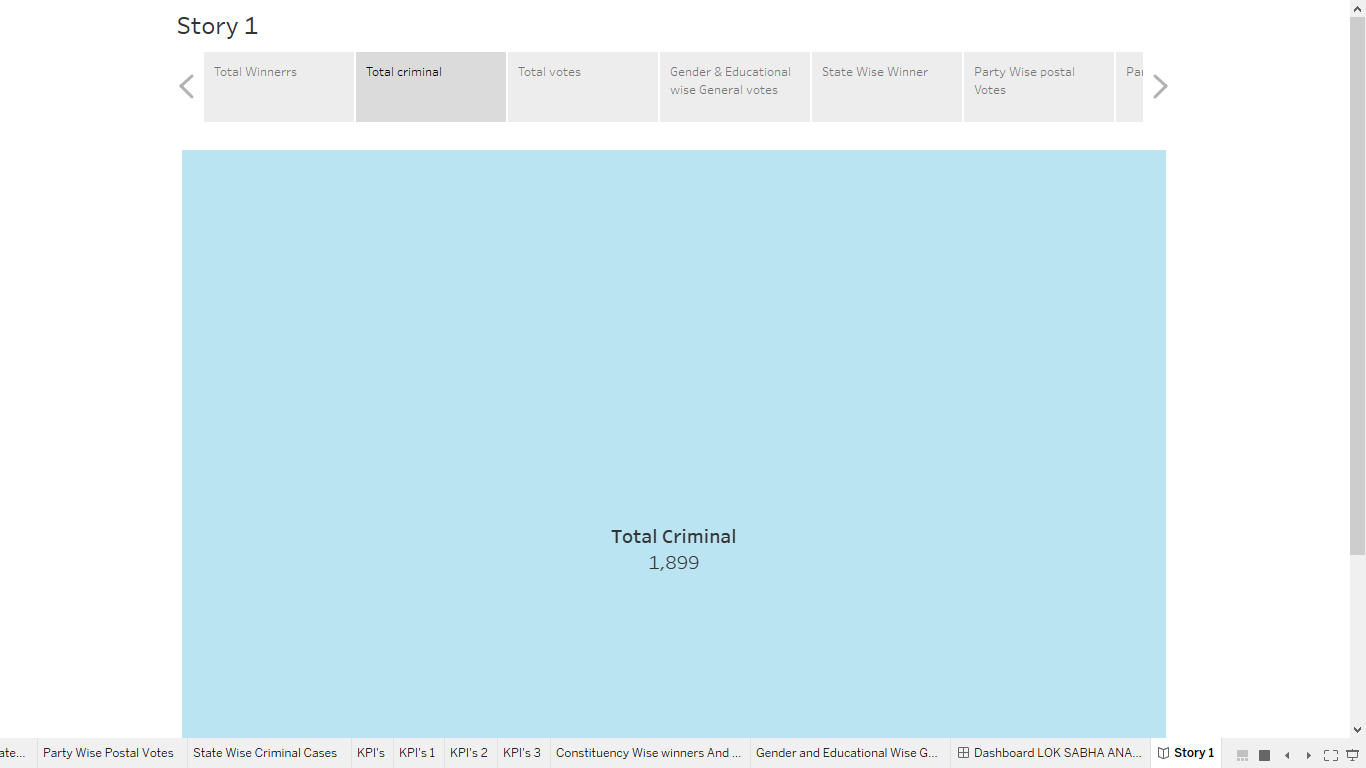 Story 1
Total Winnerrs
Total criminal
Total votes
Gender & Educational
wise General votes
State Wise Winner
Party Wise postal
Votes
Par
Total Criminal
1,899
ate...
Party Wise Postal Votes
State Wise Criminal Cases
KPI's
KPI's 1
KPI's 2
KPI's 3
Constituency Wise winners And ...
Gender and Educational Wise G...
Dashboard LOK SABHA ANA...
Story 1